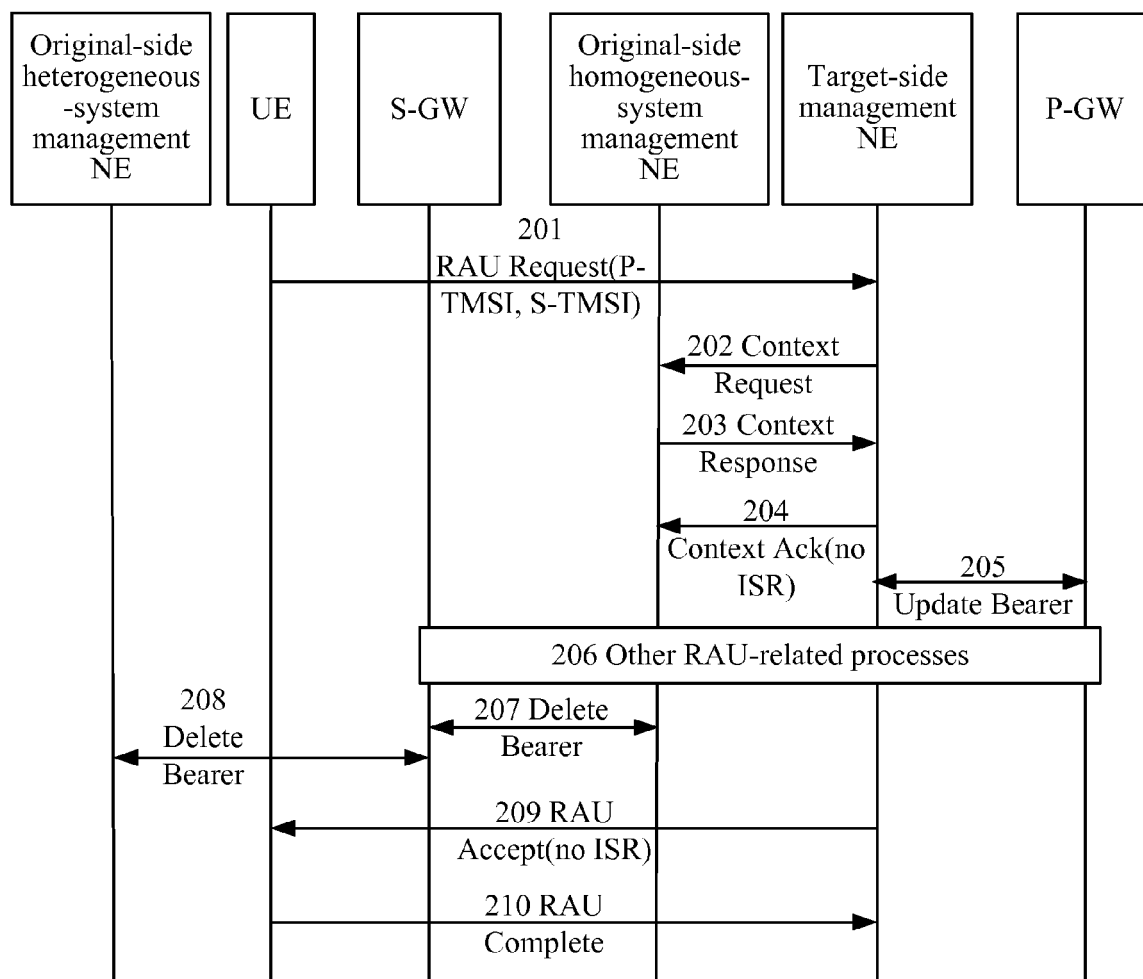 Original-side
heterogeneous
-system
management
NE
UE
S-GW
Original-side
homogeneous-
system
management
NE
Target-side
management
NE
P-GW
201
RAU Request(P-
TMSI, S-TMSI)
202 Context
Request
203 Context
Response
204
Context Ack(no
ISR)
205
Update Bearer
206 Other RAU-related processes
207 Delete
Bearer
208
Delete
Bearer
209 RAU
Accept(no ISR)
210 RAU
Complete